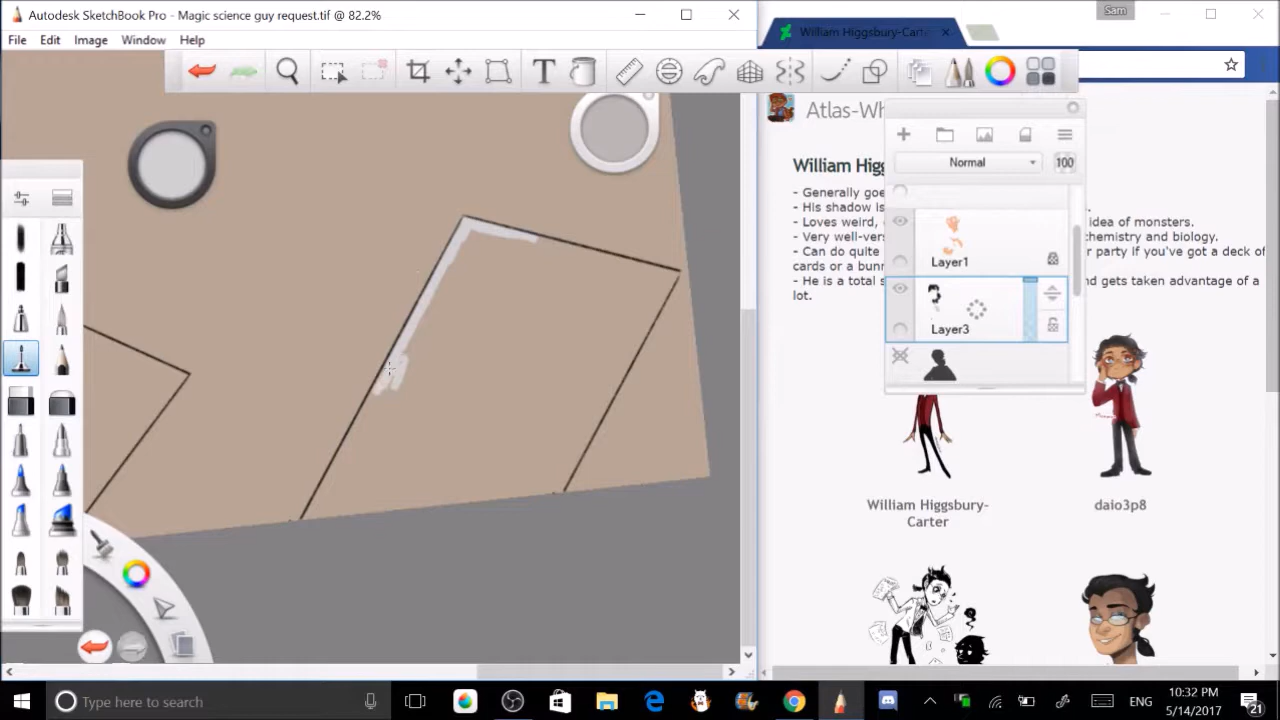 Autodesk SketchBook Pro - Magic science guy request.tif @ 82.2%
Sam
File Edit Image Window Help
William Higgsbury-Cart
Atlas-Wh
Normal
100
William Hig
- Generally goe
- His shadow is
- Loves weird, idea of monsters.
- Very well-vers chemistry and biology.
- Can do quite r party if you've got a deck of
cards or a bunn
- He is a total s nd gets taken advantage of a
lot.
Layer1
Layer3
William Higgsbury-
Carter
daio3p8
Type here to search
ENG
10:32 PM
5/14/2017
21